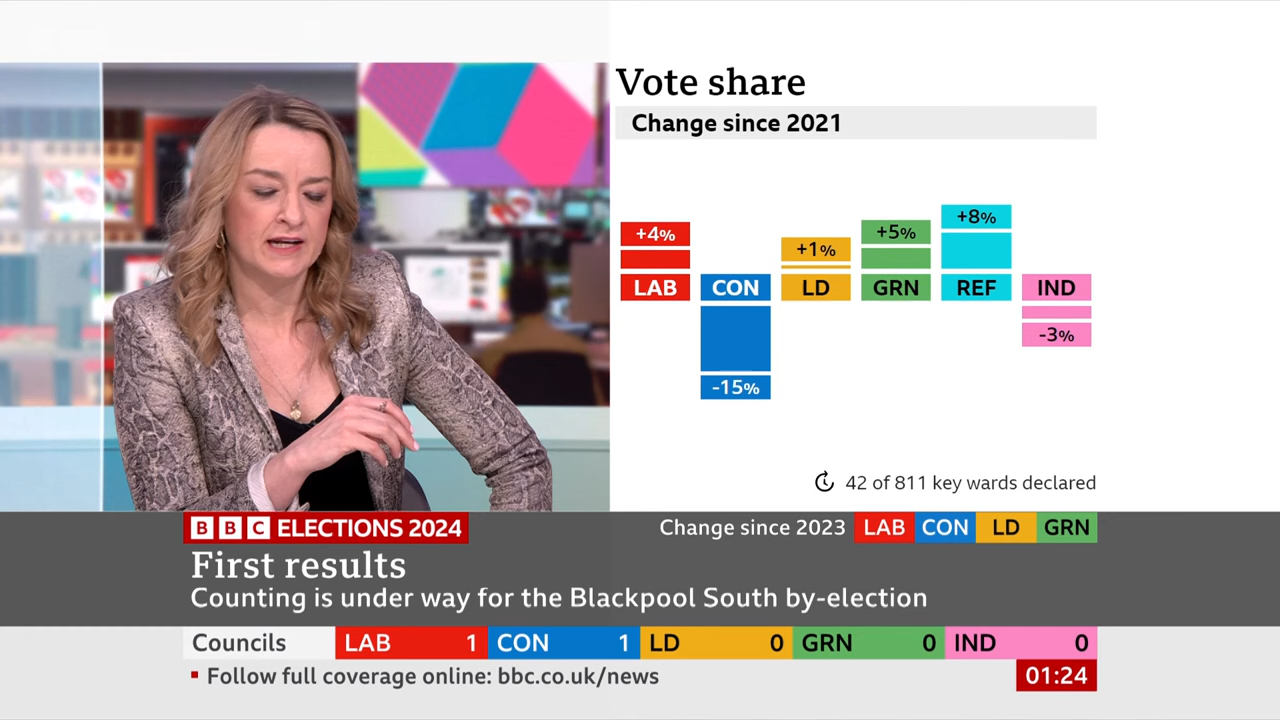 Vote share
Change since 2021
+4%
+1%
+5%
+8%
LAB CON LD GRN REF IND
-15%
-3%
42 of 811 key wards declared
BBC ELECTIONS 2024
Change since 2023 LAB CON LD GRN
First results
Counting is under way for the Blackpool South by-election
Councils LAB 1 CON 1 LD 0 GRN 0 IND 0
Follow full coverage online: bbc.co.uk/news
01:24